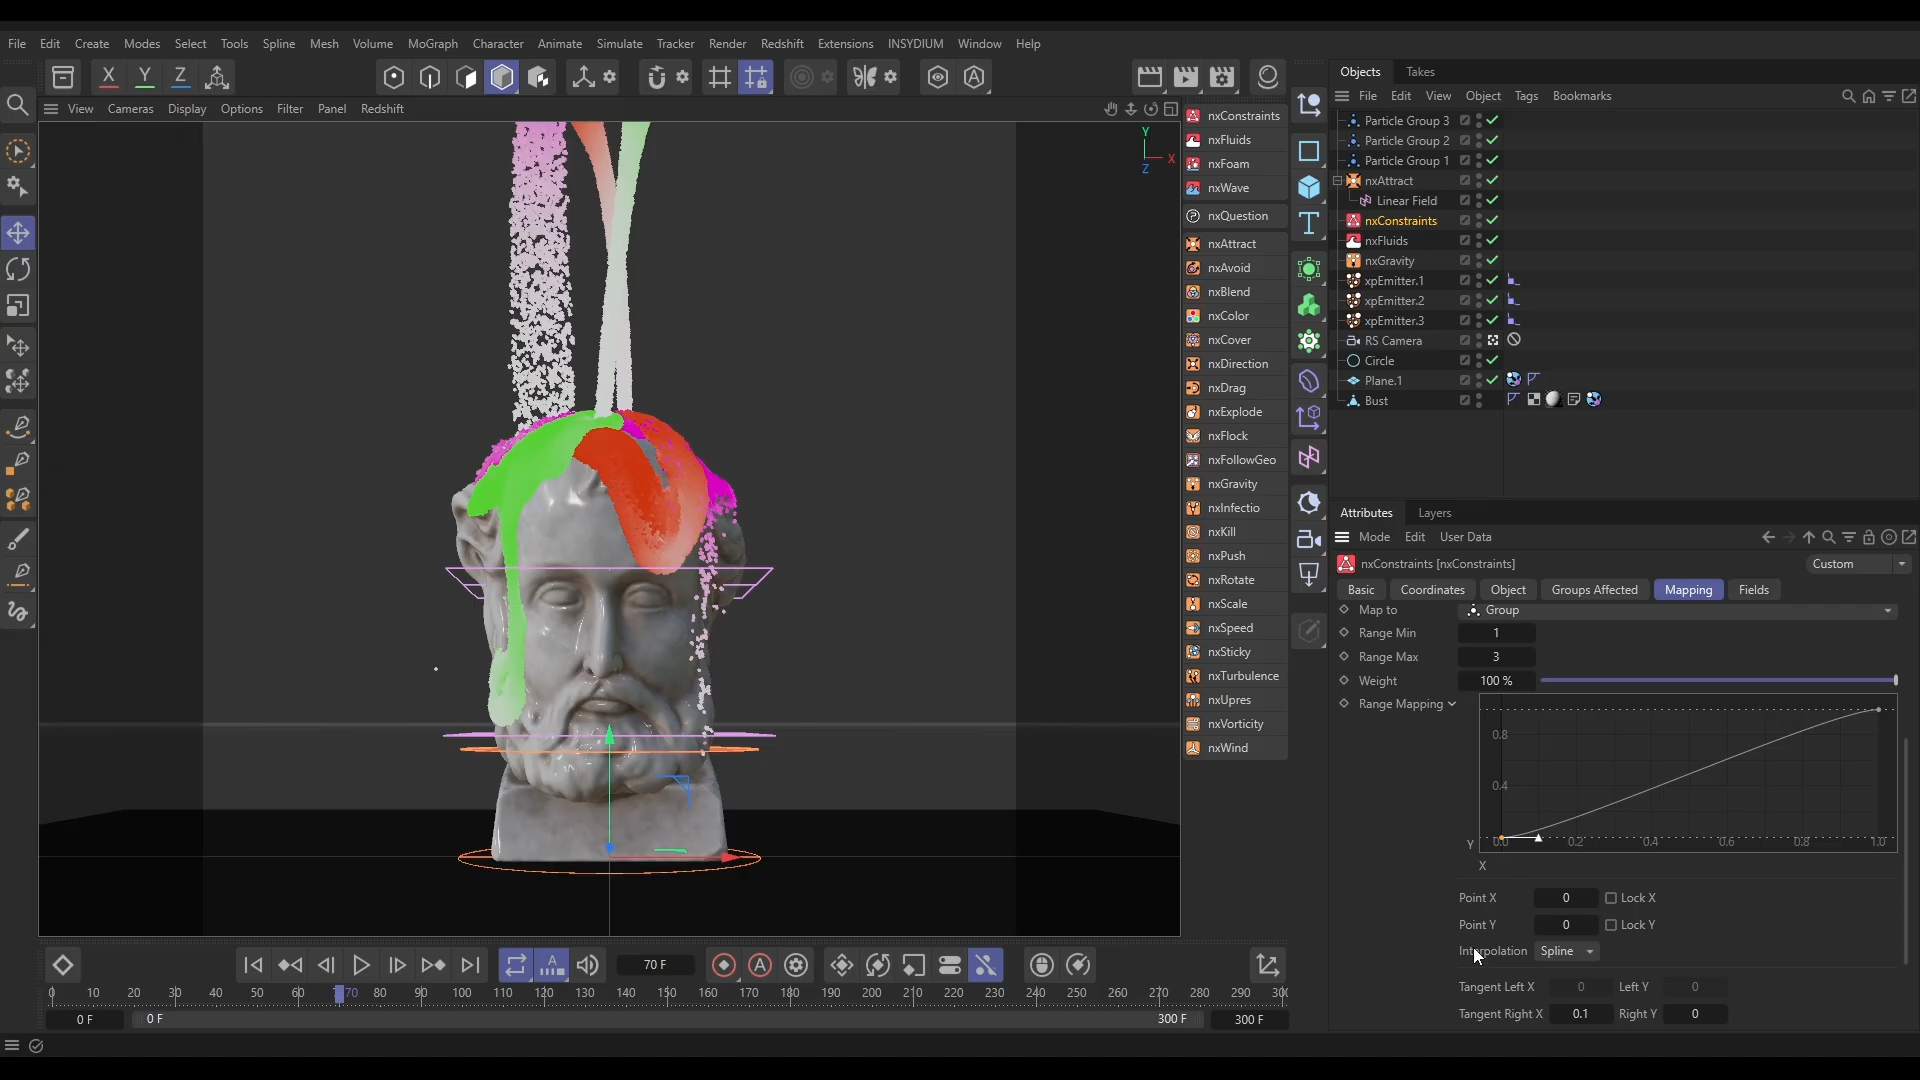 File Edit Create Modes Select Tools Spline Mesh Volume MoGraph Character Animate Simulate Tracker Render Redshift Extensions INSYDIUM Window Help
X Y Z
View Cameras Display Options Filter Panel Redshift
Y
X
Z
nxConstraints
nxFluids
nxFoam
nxWave
nxQuestion
nxAttract
nxAvoid
nxBlend
nxColor
nxCover
nxDirection
nxDrag
nxExplode
nxFlock
nxFollowGeo
nxGravity
nxInfectio
nxKill
nxPush
nxRotate
nxScale
nxSpeed
nxSticky
nxTurbulence
nxUpres
nxVorticity
nxWind
Objects Takes
File Edit View Object Tags Bookmarks
Particle Group 3
Particle Group 2
Particle Group 1
nxAttract
Linear Field
nxConstraints
nxFluids
nxGravity
xpEmitter.1
xpEmitter.2
xpEmitter.3
RS Camera
Circle
Plane.1
Bust
Attributes Layers
Mode Edit User Data
nxConstraints [nxConstraints] Custom
Basic Coordinates Object Groups Affected Mapping Fields
Map to Group
Range Min 1
Range Max 3
Weight 100 %
Range Mapping
0.8
0.4
Y 0.0 0.2 0.4 0.6 0.8 1.0
X
Point X 0 Lock X
Point Y 0 Lock Y
Interpolation Spline
Tangent Left X 0 Left Y 0
Tangent Right X 0.1 Right Y 0
70 F
0 10 20 30 40 50 60 70 80 90 100 110 120 130 140 150 160 170 180 190 200 210 220 230 240 250 260 270 280 290 30
0 F 0 F 300 F 300 F